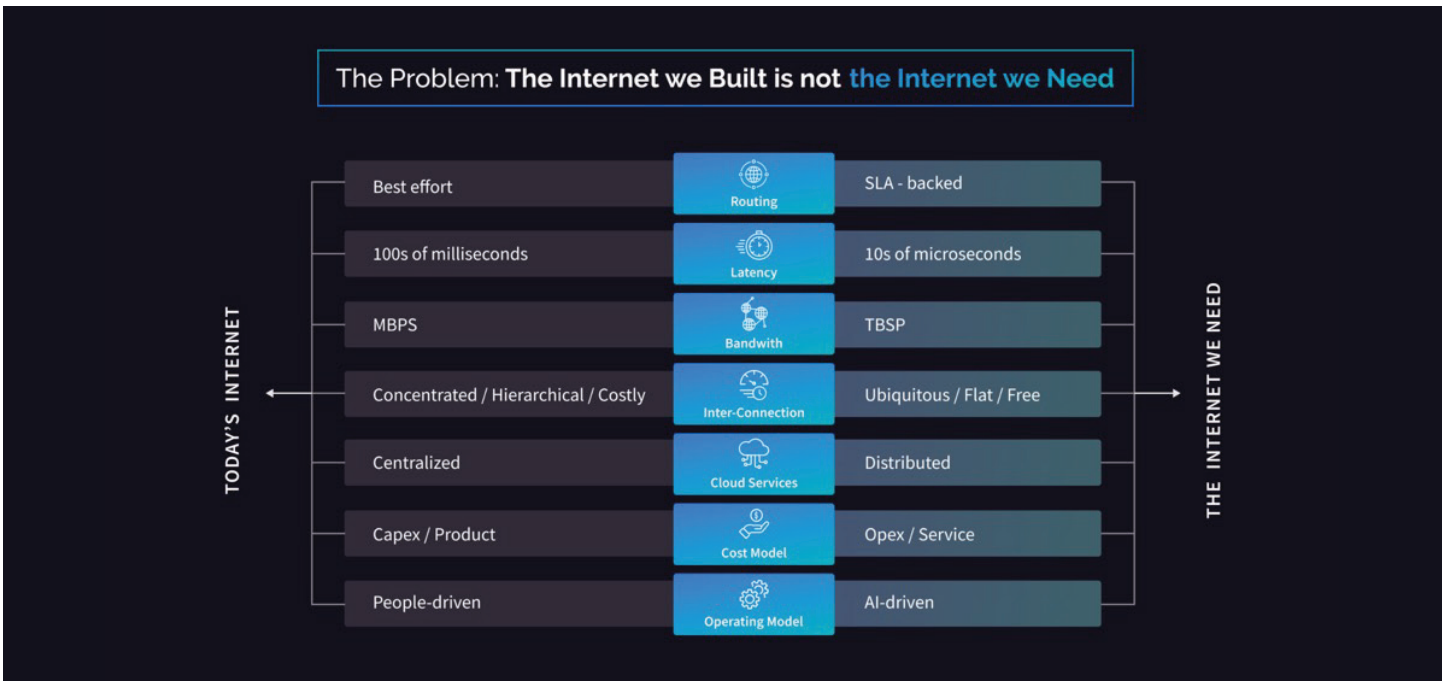 The Problem: The Internet we Built is not the Internet we Need
Best effort
Routing
SLA - backed
100s of milliseconds
Latency
10s of microseconds
MBPS
Bandwith
TBSP
Concentrated / Hierarchical / Costly
Inter-Connection
Ubiquitous / Flat / Free
Centralized
Cloud Services
Distributed
Capex / Product
Cost Model
Opex / Service
People-driven
Operating Model
AI-driven
TODAY'S INTERNET
THE INTERNET WE NEED